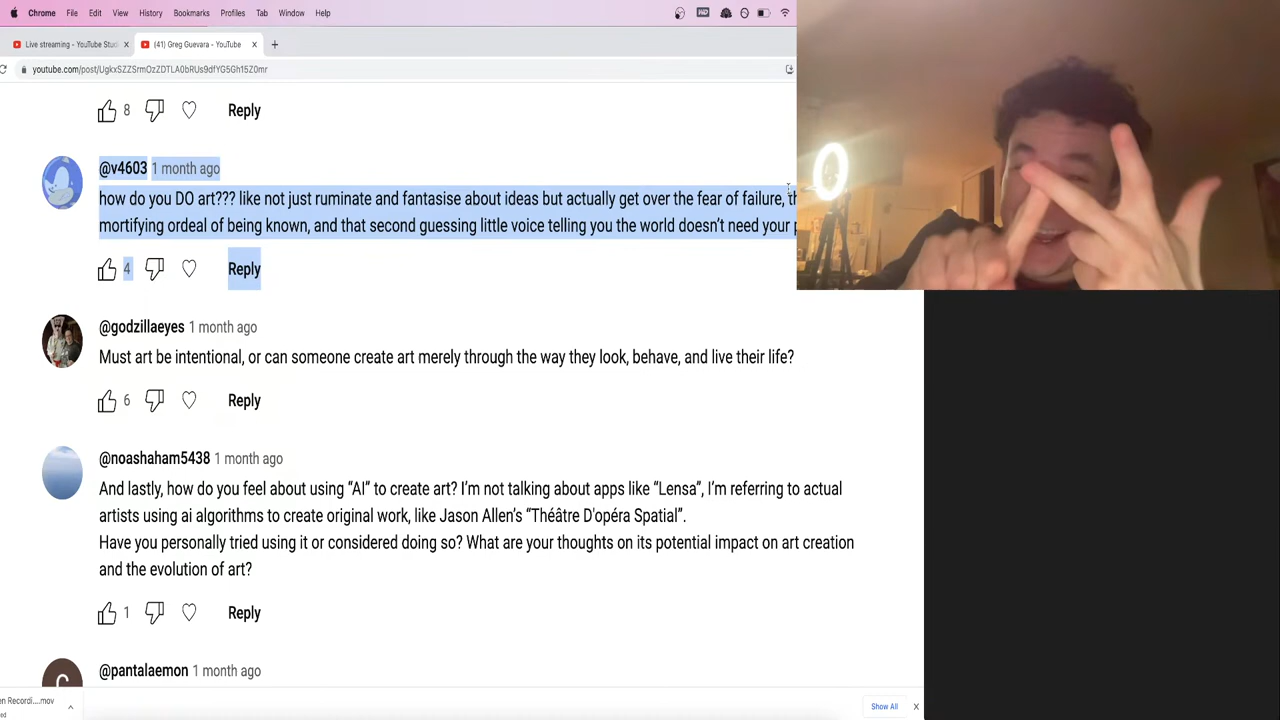 Chrome File Edit View History Bookmarks Profiles Tab Window Help
Live streaming - YouTube Stud
(41) Greg Guevara - YouTube
youtube.com/post/UgkxSZZSrmOzZDTLA0bRUs9dfYG5Gh15Z0mr
8 Reply
@v4603 1 month ago
how do you DO art??? like not just ruminate and fantasise about ideas but actually get over the fear of failure, th
mortifying ordeal of being known, and that second guessing little voice telling you the world doesn’t need your p
4 Reply
@godzillaeyes 1 month ago
Must art be intentional, or can someone create art merely through the way they look, behave, and live their life?
6 Reply
@noashaham5438 1 month ago
And lastly, how do you feel about using “AI” to create art? I’m not talking about apps like “Lensa”, I’m referring to actual
artists using ai algorithms to create original work, like Jason Allen’s “Théâtre D'opéra Spatial”.
Have you personally tried using it or considered doing so? What are your thoughts on its potential impact on art creation
and the evolution of art?
1 Reply
@pantalaemon 1 month ago
C
en Recordi....mov
Show All